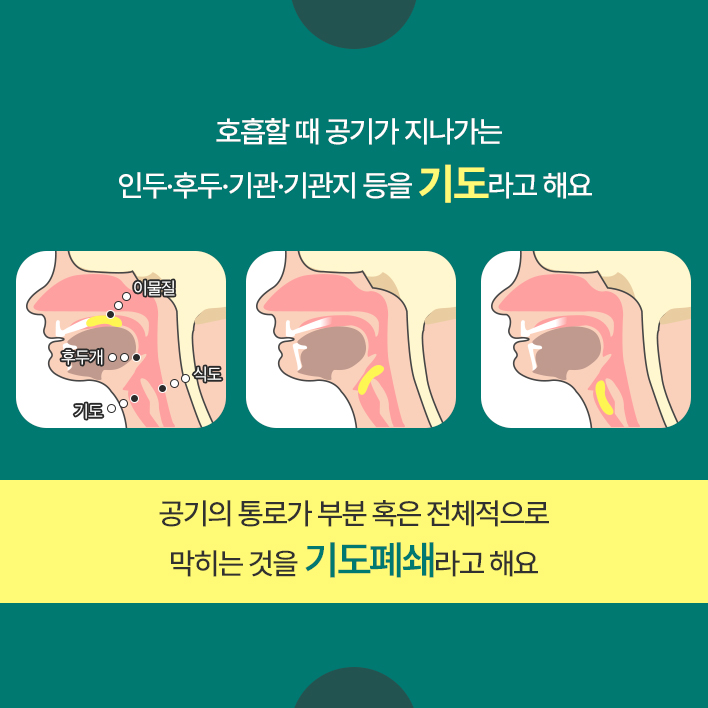 호흡할 때 공기가 지나가는
인두·후두·기관·기관지 등을 기도라고 해요
이물질
후두개
식도
기도
공기의 통로가 부분 혹은 전체적으로
막히는 것을 기도폐쇄라고 해요